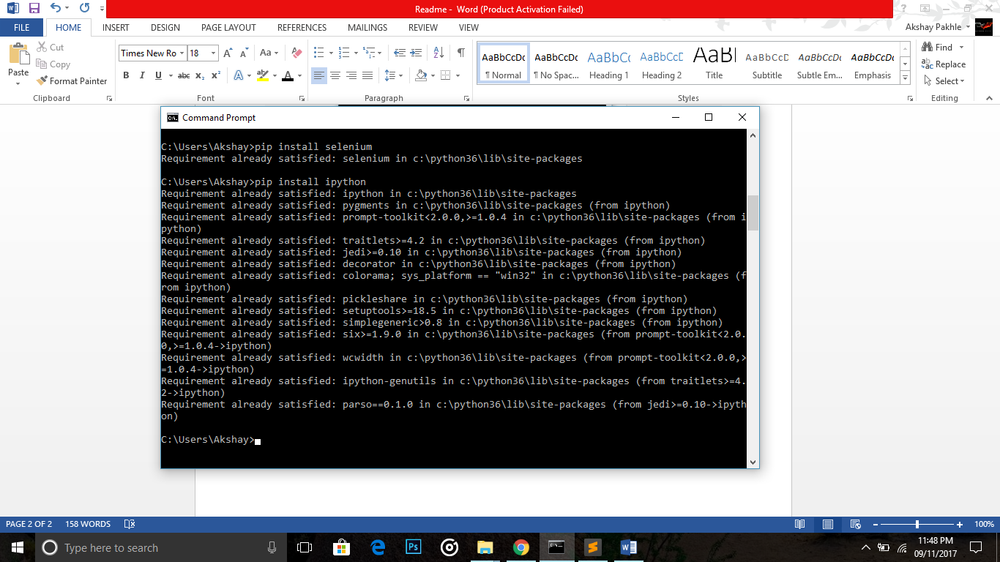 Readme - Word (Product Activation Failed)
FILE HOME INSERT DESIGN PAGE LAYOUT REFERENCES MAILINGS REVIEW VIEW Akshay Pakhle
Paste
Cut
Copy
Format Painter
Clipboard
Times New Ro 18
Font
Paragraph
AaBbCcDc AaBbCcDc AaBbCc AaBbCcD AaBl AaBbCcD AaBbCcDc AaBbCcDc
¶ Normal ¶ No Spac... Heading 1 Heading 2 Title Subtitle Subtle Em... Emphasis
Styles
Find
Replace
Select
Editing
Command Prompt
C:\Users\Akshay>pip install selenium
Requirement already satisfied: selenium in c:\python36\lib\site-packages
C:\Users\Akshay>pip install ipython
Requirement already satisfied: ipython in c:\python36\lib\site-packages
Requirement already satisfied: pygments in c:\python36\lib\site-packages (from ipython)
Requirement already satisfied: prompt-toolkit<2.0.0,>=1.0.4 in c:\python36\lib\site-packages (from i
python)
Requirement already satisfied: traitlets>=4.2 in c:\python36\lib\site-packages (from ipython)
Requirement already satisfied: jedi>=0.10 in c:\python36\lib\site-packages (from ipython)
Requirement already satisfied: decorator in c:\python36\lib\site-packages (from ipython)
Requirement already satisfied: colorama; sys_platform == "win32" in c:\python36\lib\site-packages (f
rom ipython)
Requirement already satisfied: pickleshare in c:\python36\lib\site-packages (from ipython)
Requirement already satisfied: setuptools>=18.5 in c:\python36\lib\site-packages (from ipython)
Requirement already satisfied: simplegeneric>0.8 in c:\python36\lib\site-packages (from ipython)
Requirement already satisfied: six>=1.9.0 in c:\python36\lib\site-packages (from prompt-toolkit<2.0.
0,>=1.0.4->ipython)
Requirement already satisfied: wcwidth in c:\python36\lib\site-packages (from prompt-toolkit<2.0.0,>
=1.0.4->ipython)
Requirement already satisfied: ipython-genutils in c:\python36\lib\site-packages (from traitlets>=4.
2->ipython)
Requirement already satisfied: parso==0.1.0 in c:\python36\lib\site-packages (from jedi>=0.10->ipyth
on)
C:\Users\Akshay>
PAGE 2 OF 2 158 WORDS 100%
Type here to search
11:48 PM
09/11/2017